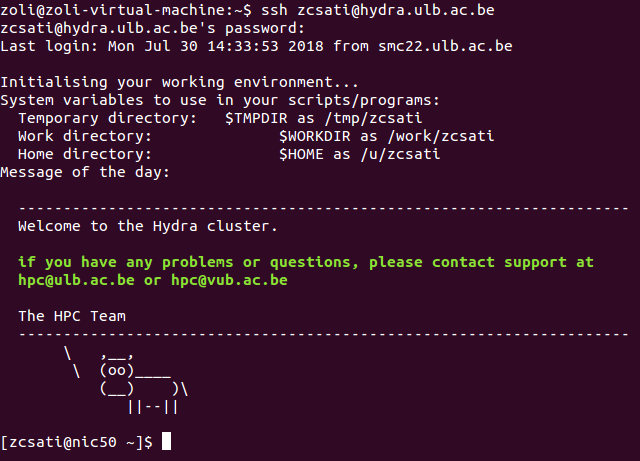 zoli@zoli-virtual-machine:~$ ssh zcsati@hydra.ulb.ac.be
zcsati@hydra.ulb.ac.be's password:
Last login: Mon Jul 30 14:33:53 2018 from smc22.ulb.ac.be

Initialising your working environment...
System variables to use in your scripts/programs:
  Temporary directory:   $TMPDIR as /tmp/zcsati
  Work directory:              $WORKDIR as /work/zcsati
  Home directory:              $HOME as /u/zcsati
Message of the day:

  --------------------------------------------------------------------
  Welcome to the Hydra cluster.

  if you have any problems or questions, please contact support at
  hpc@ulb.ac.be or hpc@vub.ac.be

  The HPC Team
  --------------------------------------------------------------------
       \   ,__,
        \  (oo)____
           (__)    )\
              ||--||

[zcsati@nic50 ~]$